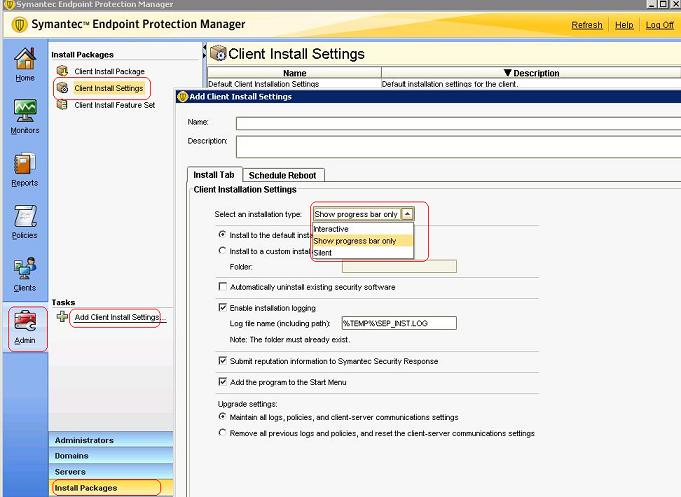 Symantec Endpoint Protection Manager
Symantec™ Endpoint Protection Manager
Refresh
Help
Log Off
Home
Monitors
Reports
Policies
Clients
Admin
Install Packages
Client Install Package
Client Install Settings
Client Install Feature Set
Tasks
Add Client Install Settings...
Administrators
Domains
Servers
Install Packages
Client Install Settings
Name
Description
Default Client Installation Settings
Default installation settings for the client.
Add Client Install Settings
Name:
Description:
Install Tab
Schedule Reboot
Client Installation Settings
Select an installation type:
Show progress bar only
Interactive
Show progress bar only
Silent
Install to the default
Install to a custom
Folder:
Automatically uninstall existing security software
Enable installation logging
Log file name (including path):
%TEMP%\SEP_INST.LOG
Note: The folder must already exist.
Submit reputation information to Symantec Security Response
Add the program to the Start Menu
Upgrade settings:
Maintain all logs, policies, and client-server communications settings
Remove all previous logs and policies, and reset the client-server communications settings